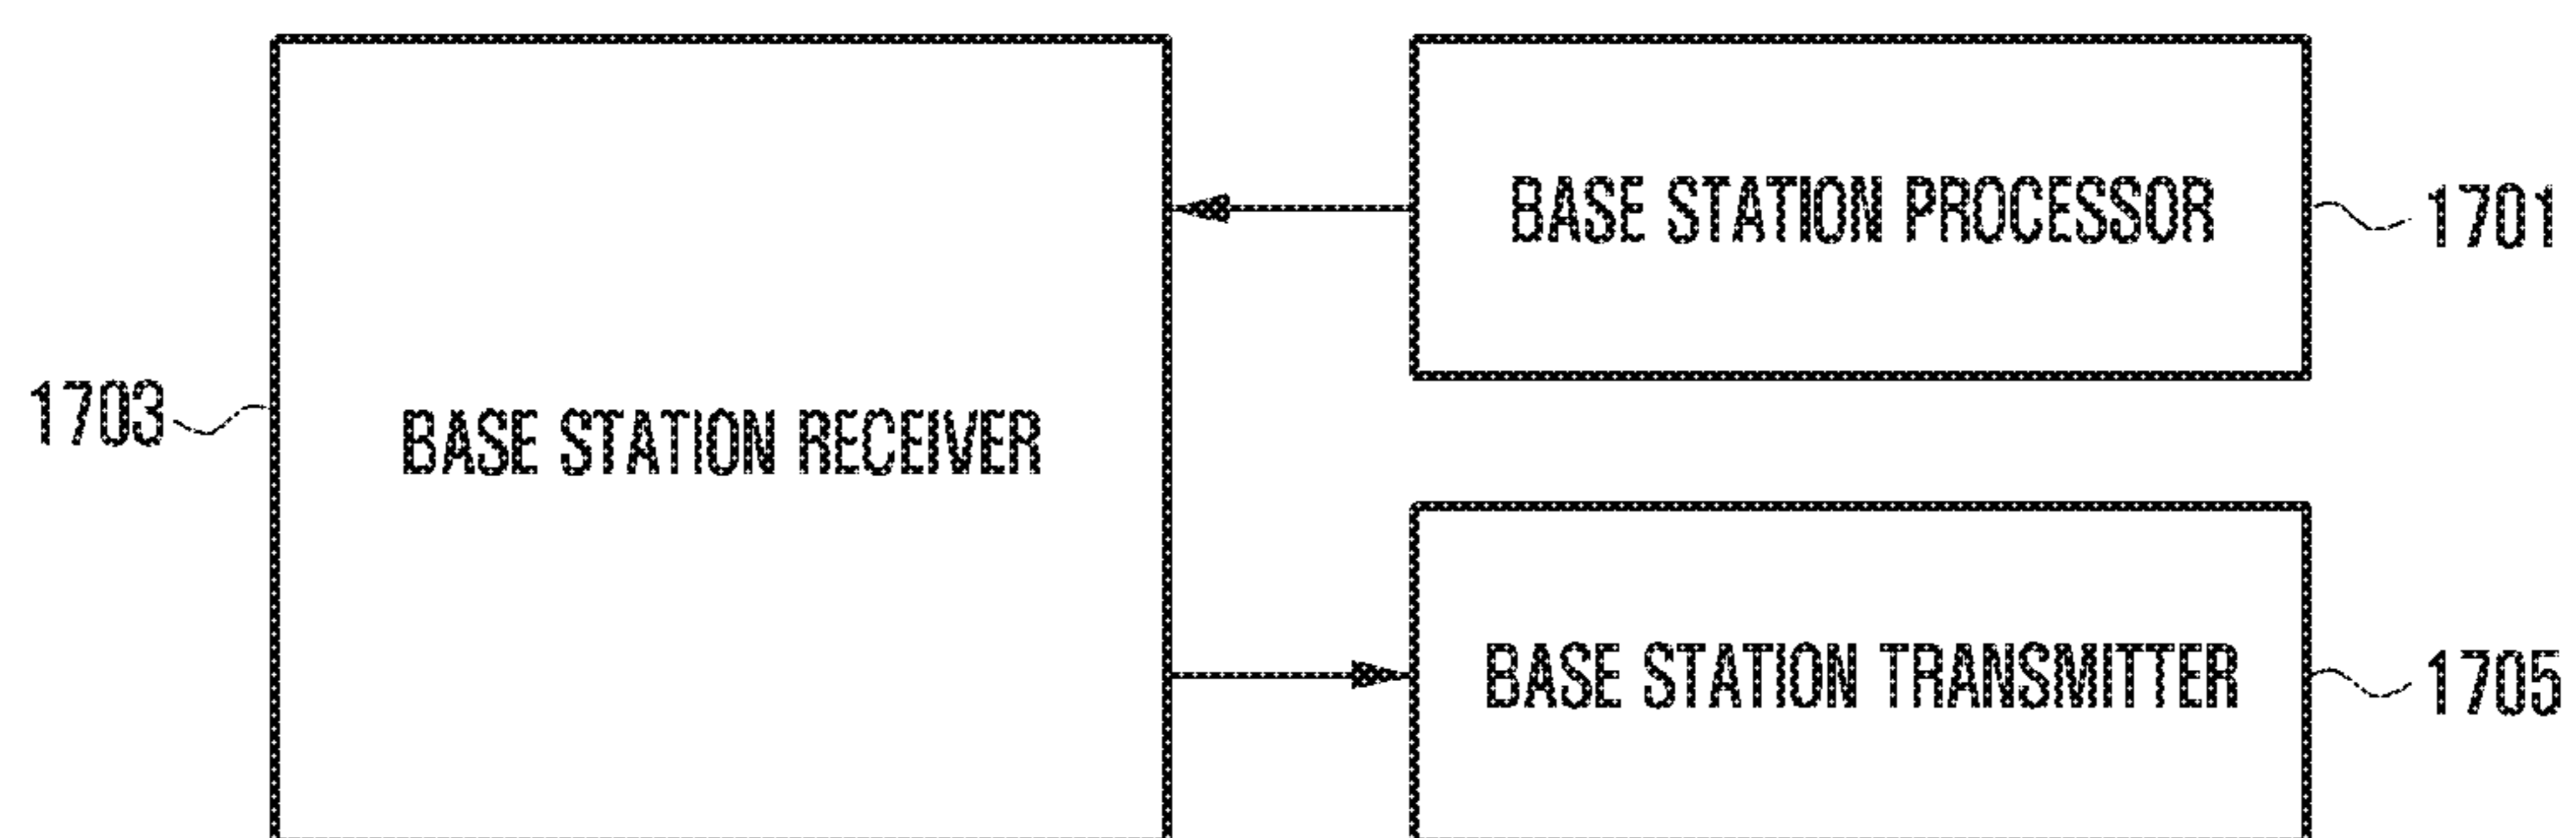 BASE STATION PROCESSOR
1701
1703
BASE STATION RECEIVER
BASE STATION TRANSMITTER
1705